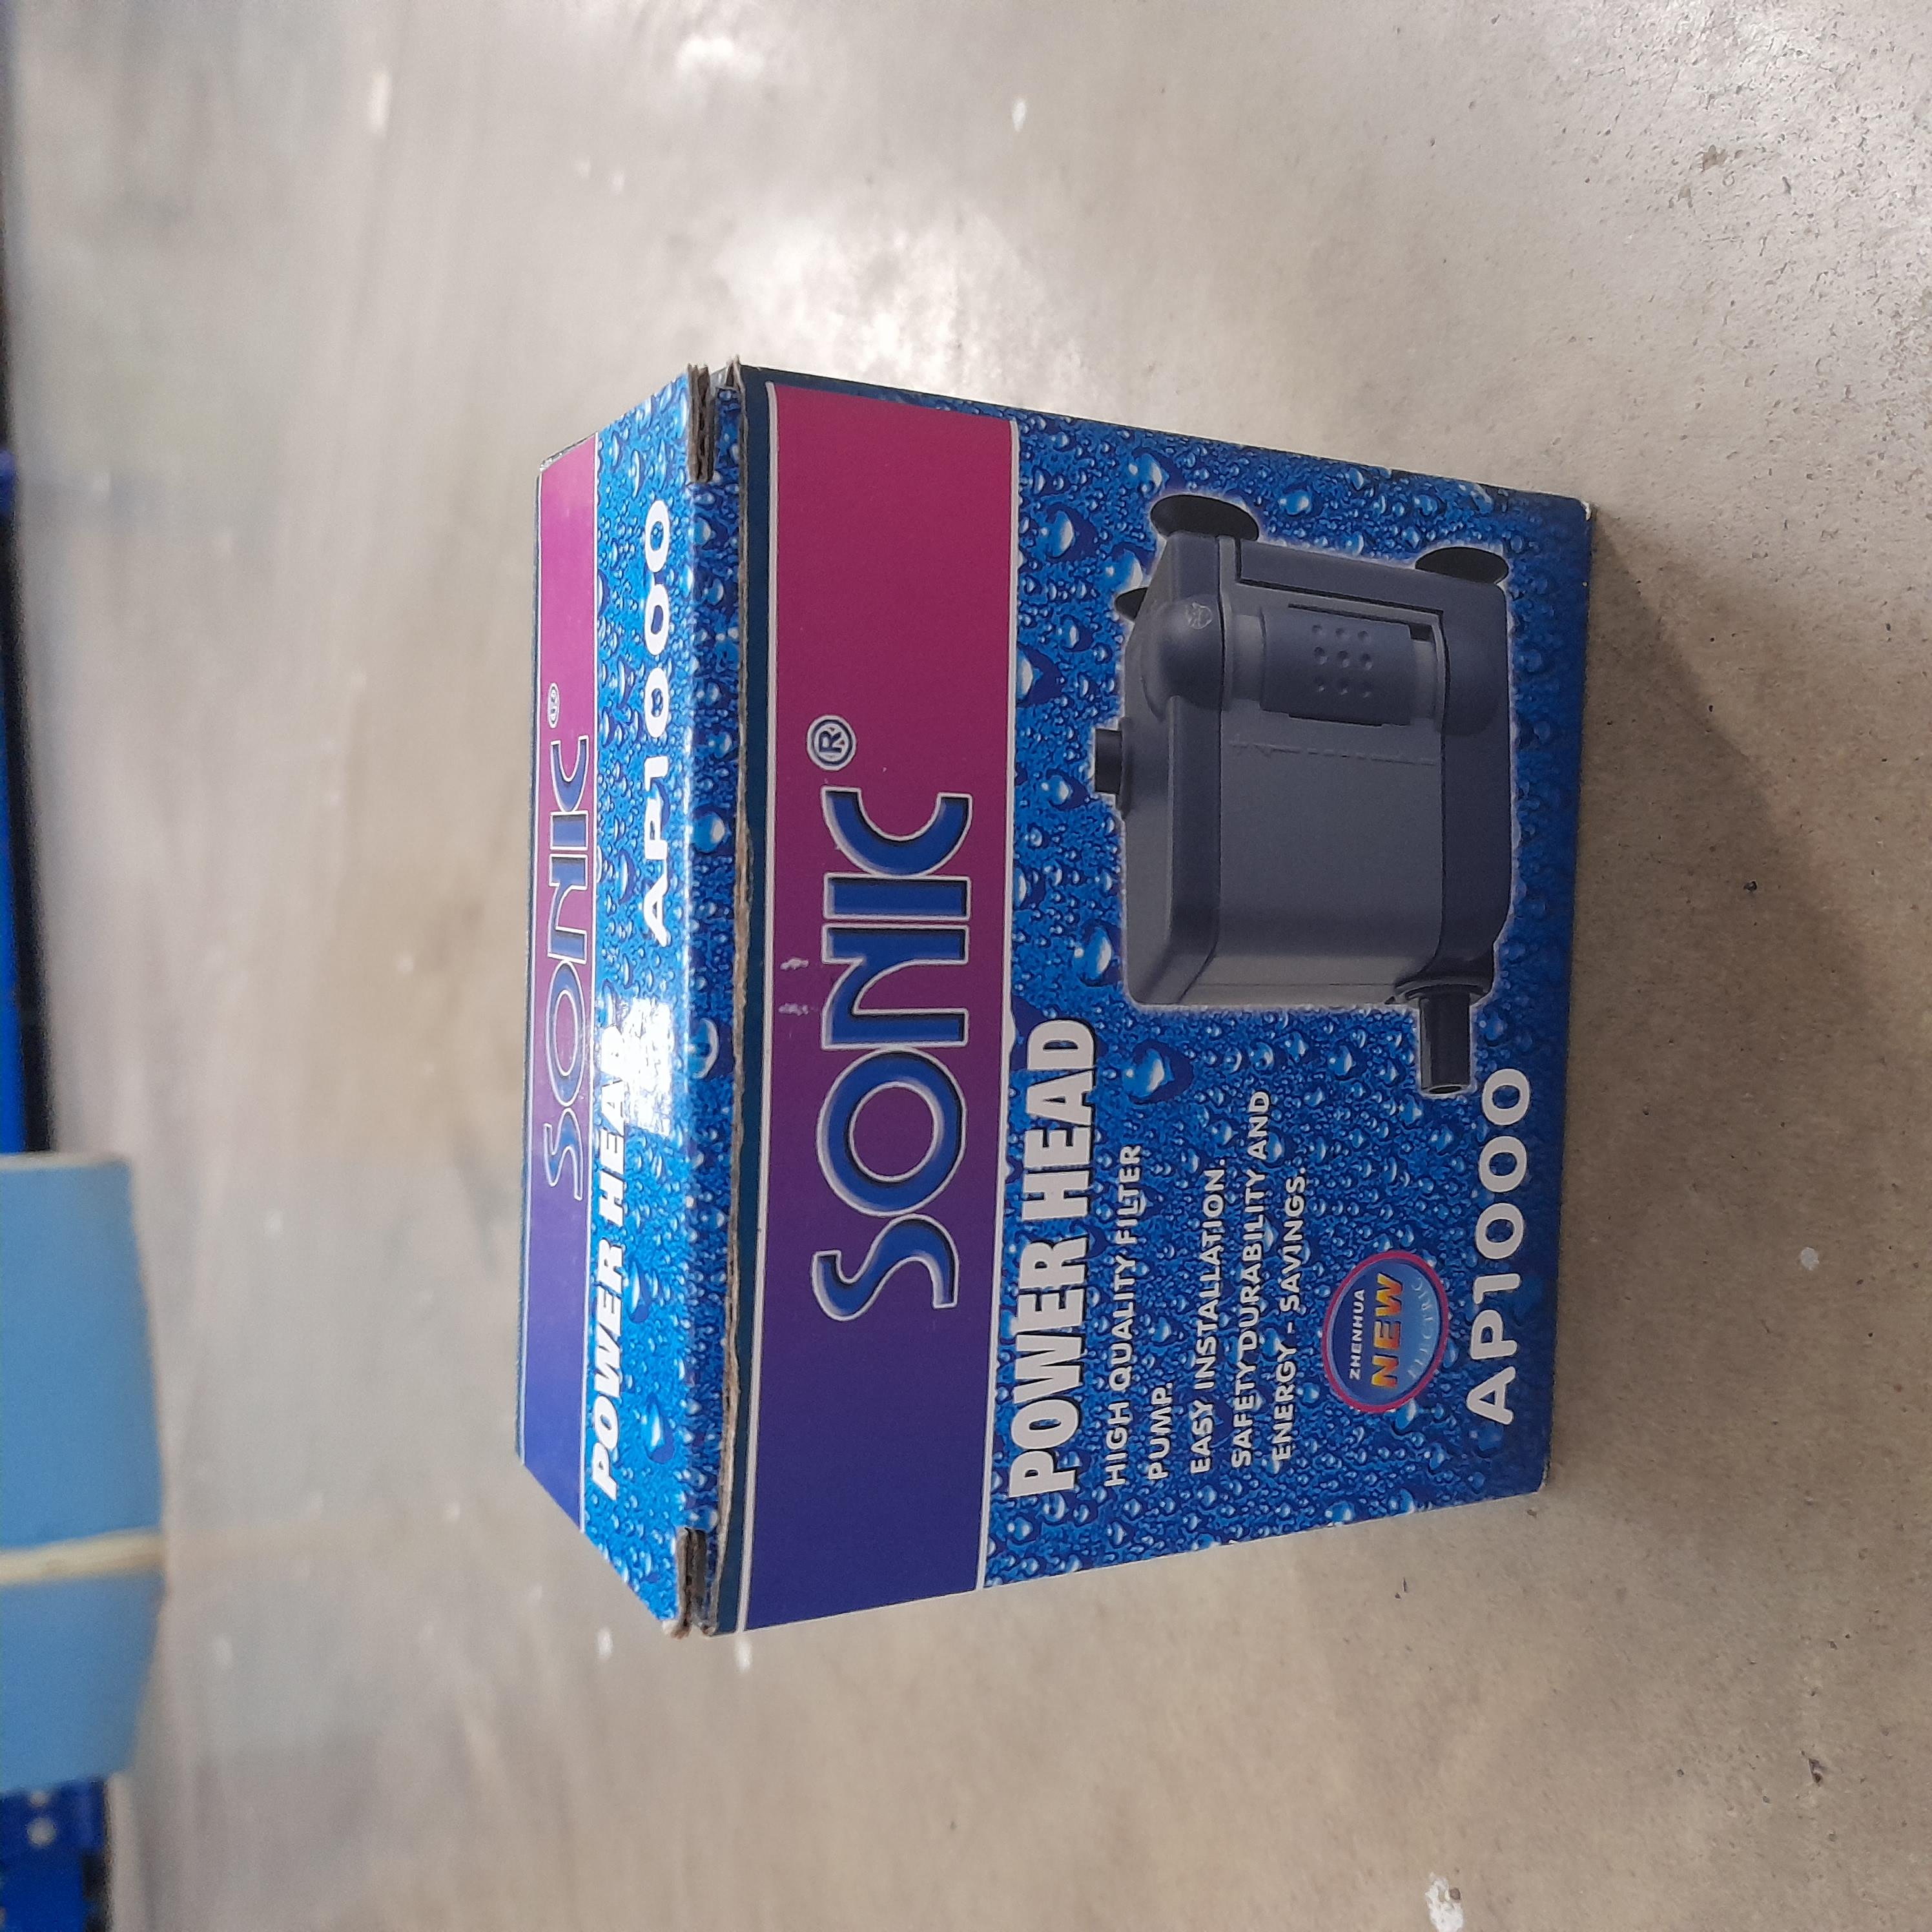 SONIC®
POWER HEAD
AP1000
SONIC®
POWER HEAD
HIGH QUALITY FILTER
PUMP.
EASY INSTALLATION.
SAFETY DURABILITY AND
ENERGY - SAVINGS.
ZHENHUA
NEW
ELECTRIC
AP1000